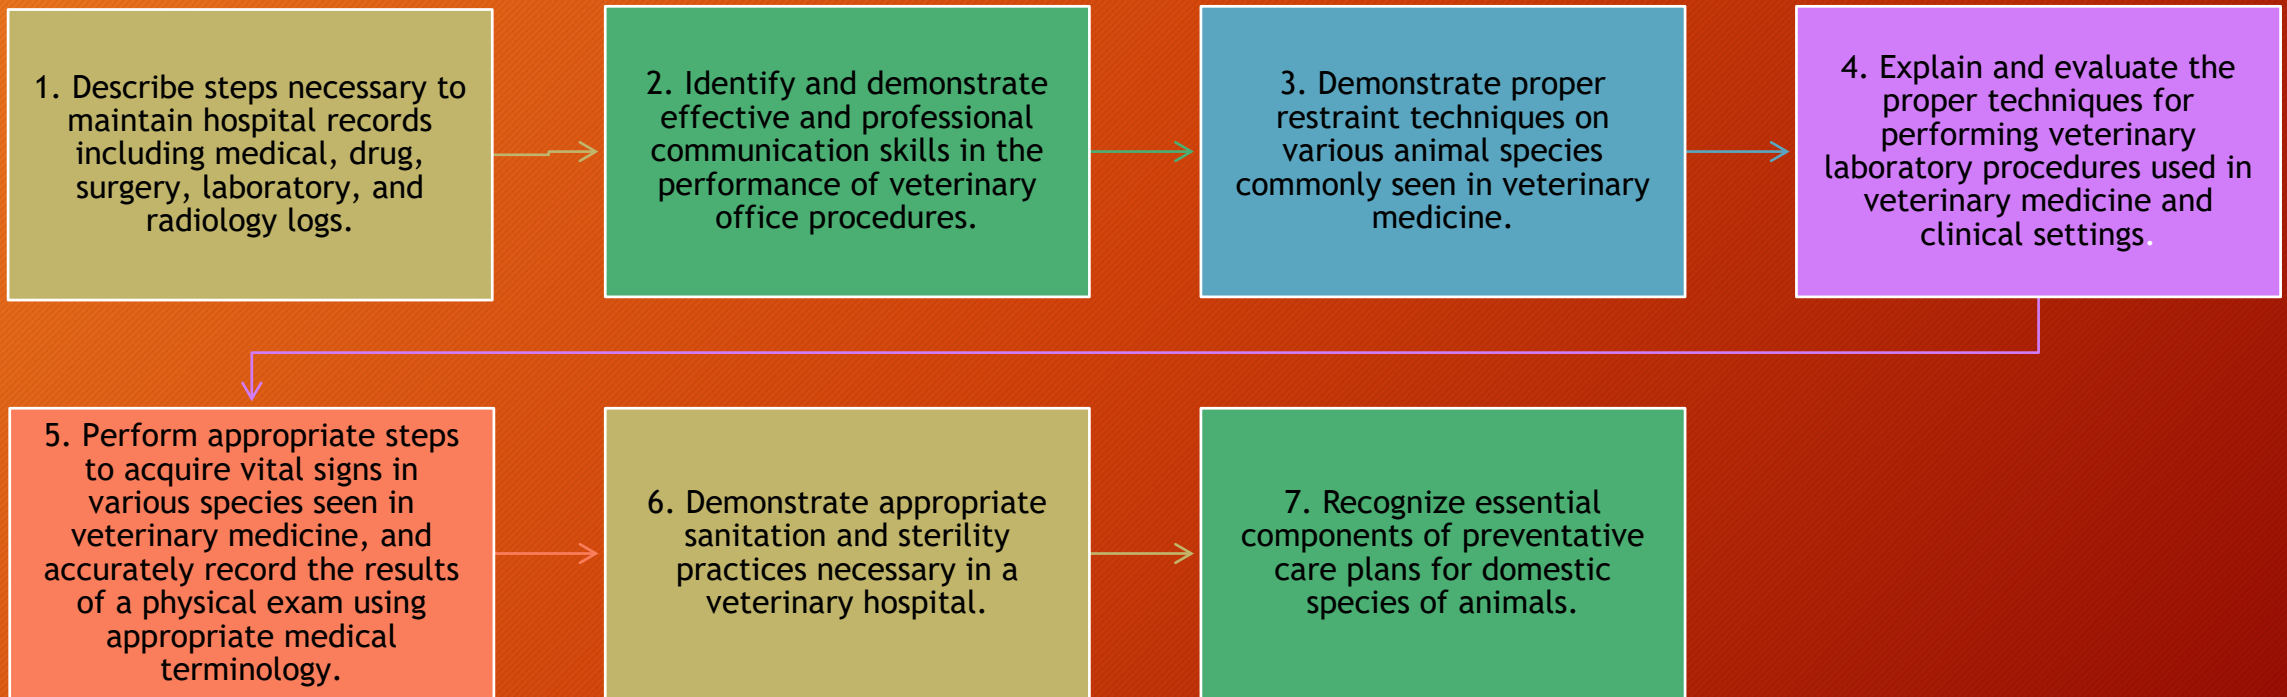 1. Describe steps necessary to
maintain hospital records
including medical, drug,
surgery, laboratory, and
radiology logs.
2. Identify and demonstrate
effective and professional
communication skills in the
performance of veterinary
office procedures.
3. Demonstrate proper
restraint techniques on
various animal species
commonly seen in veterinary
medicine.
4. Explain and evaluate the
proper techniques for
performing veterinary
laboratory procedures used in
veterinary medicine and
clinical settings.
5. Perform appropriate steps
to acquire vital signs in
various species seen in
veterinary medicine, and
accurately record the results
of a physical exam using
appropriate medical
terminology.
6. Demonstrate appropriate
sanitation and sterility
practices necessary in a
veterinary hospital.
7. Recognize essential
components of preventative
care plans for domestic
species of animals.